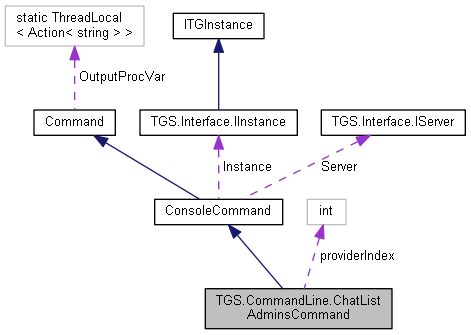 static ThreadLocal
< Action< string > >
ITGInstance
OutputProcVar
Command
TGS.Interface.IInstance
TGS.Interface.IServer
Instance
Server
ConsoleCommand
int
providerIndex
TGS.CommandLine.ChatList
AdminsCommand